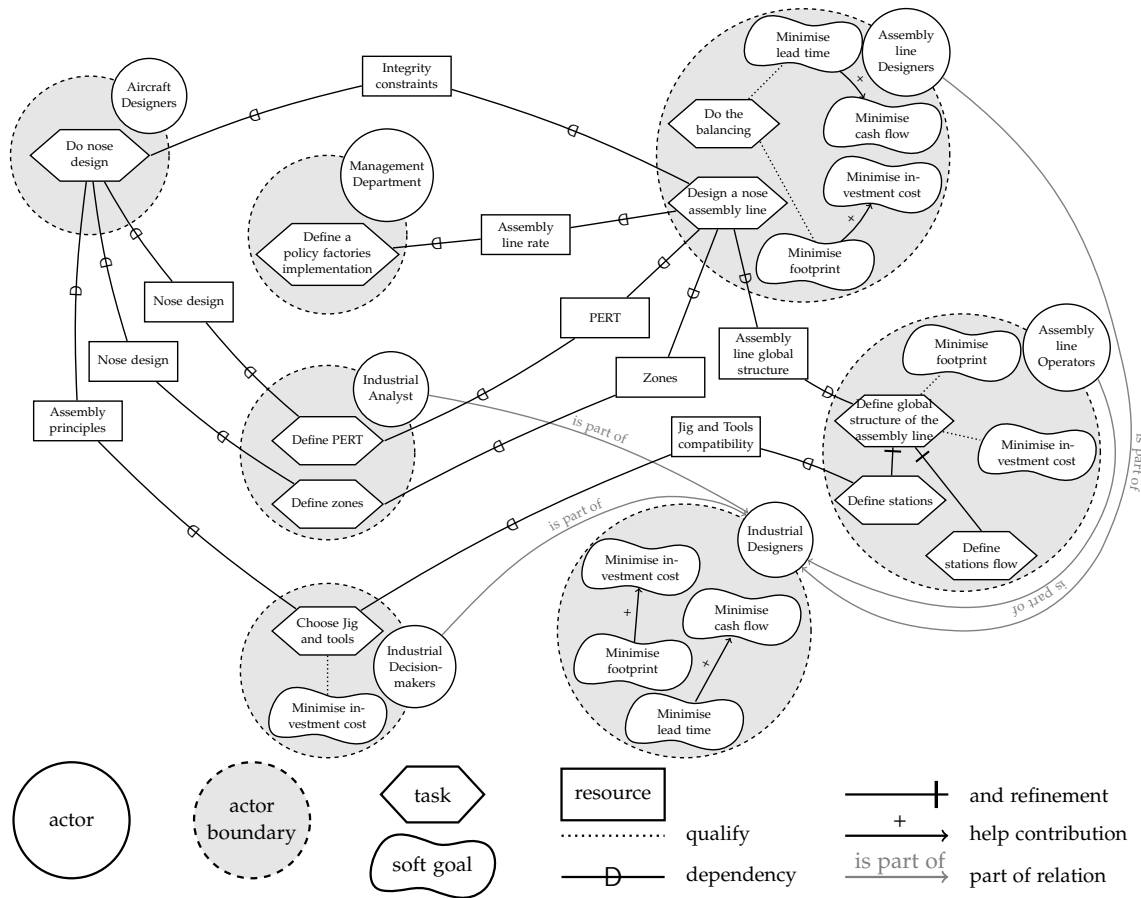 Minimise
lead time
Assembly
line
Designers
Aircraft
Designers
Integrity
constraints
+
D
D
Do the
balancing
Minimise
cash flow
Do nose
design
Management
Department
Minimise in-
vestment cost
Design a nose
assembly line
+
Define a
policy factories
implementation
D
Assembly
line rate
D
Minimise
footprint
D
D
D
D
D
D
Nose design
PERT
Nose design
Zones
Assembly
line global
structure
Minimise
footprint
Assembly
line
Operators
Industrial
Analyst
D
D
D
Assembly
principles
Define PERT
D
is part of
Jig and Tools
compatibility
Define global
structure of the
assembly line
Minimise in-
vestment cost
is part of
D
D
Define zones
Define stations
is part of
D
D
Industrial
Designers
Define
stations flow
Minimise in-
vestment cost
is part of
+
Minimise
cash flow
Choose Jig
and tools
Industrial
Decision-
makers
Minimise
footprint
+
Minimise in-
vestment cost
Minimise
lead time
actor
actor
boundary
task
soft goal
resource
qualify
D
dependency
and refinement
+
help contribution
is part of
part of relation